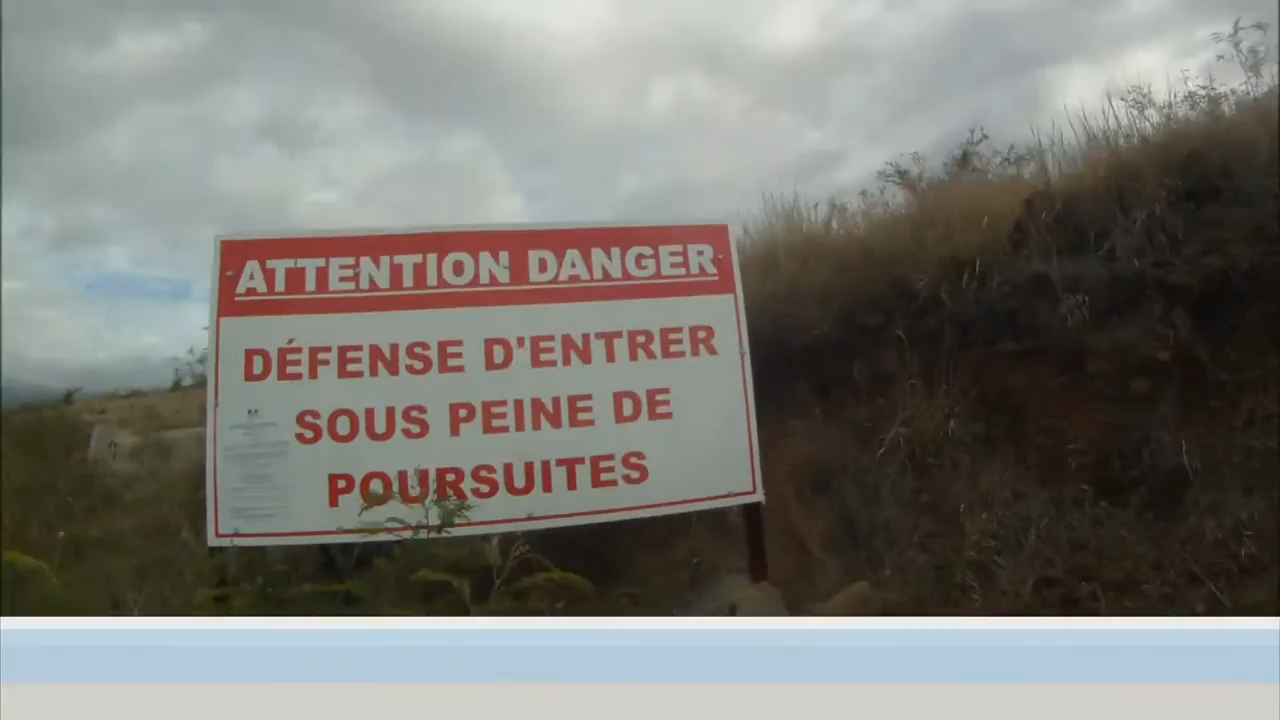 ATTENTION DANGER
DÉFENSE D'ENTRER
SOUS PEINE DE
POURSUITES